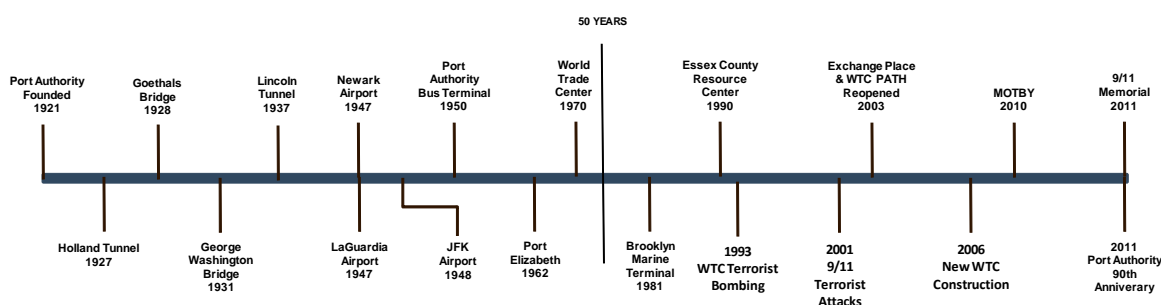 50 YEARS
Port Authority
Founded
1921
Goethals
Bridge
1928
Lincoln
Tunnel
1937
Newark
Airport
1947
Port
Authority
Bus Terminal
1950
World
Trade
Center
1970
Essex County
Resource
Center
1990
Exchange Place
& WTC PATH
Reopened
2003
MOTBY
2010
9/11
Memorial
2011
Holland Tunnel
1927
George
Washington
Bridge
1931
LaGuardia
Airport
1947
JFK
Airport
1948
Port
Elizabeth
1962
Brooklyn
Marine
Terminal
1981
1993
WTC Terrorist
Bombing
2001
9/11
Terrorist
Attacks
2006
New WTC
Construction
2011
Port Authority
90th
Anniverary